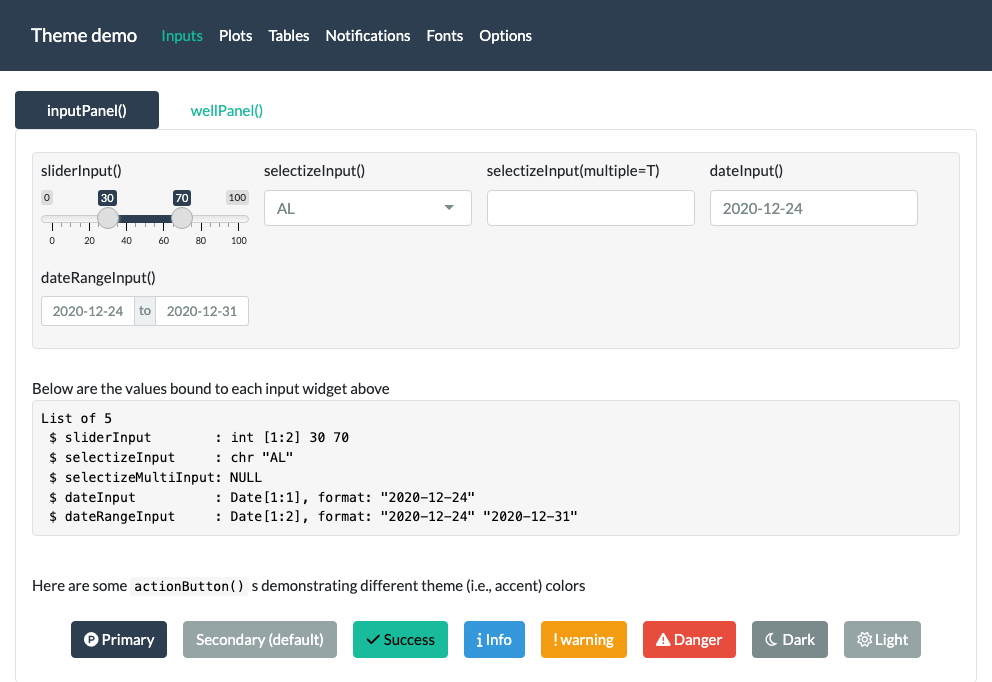 Theme demo Inputs Plots Tables Notifications Fonts Options
inputPanel() wellPanel()
sliderInput() selectizeInput() selectizeInput(multiple=T) dateInput()
0 30 70 100
AL 2020-12-24
0 20 40 60 80 100
dateRangeInput()
2020-12-24 to 2020-12-31
Below are the values bound to each input widget above
List of 5
 $ sliderInput        : int [1:2] 30 70
 $ selectizeInput     : chr "AL"
 $ selectizeMultiInput: NULL
 $ dateInput          : Date[1:1], format: "2020-12-24"
 $ dateRangeInput     : Date[1:2], format: "2020-12-24" "2020-12-31"
Here are some actionButton() s demonstrating different theme (i.e., accent) colors
Primary Secondary (default) Success Info warning Danger Dark Light